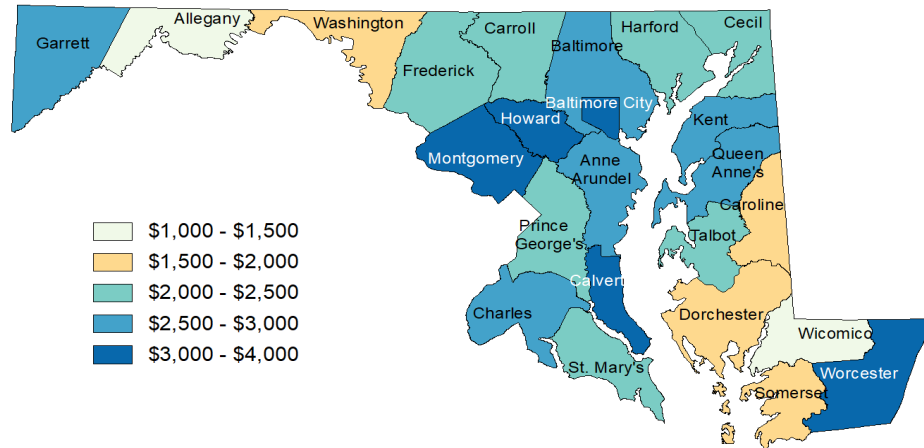 Allegany
Garrett
Washington
Frederick
Carroll
Baltimore
Harford
Cecil
Baltimore City
Howard
Montgomery
Anne
Arundel
Kent
Queen
Anne's
Caroline
Talbot
Prince
George's
Calvert
Charles
St. Mary's
Dorchester
Wicomico
Worcester
Somerset
$1,000 - $1,500
$1,500 - $2,000
$2,000 - $2,500
$2,500 - $3,000
$3,000 - $4,000